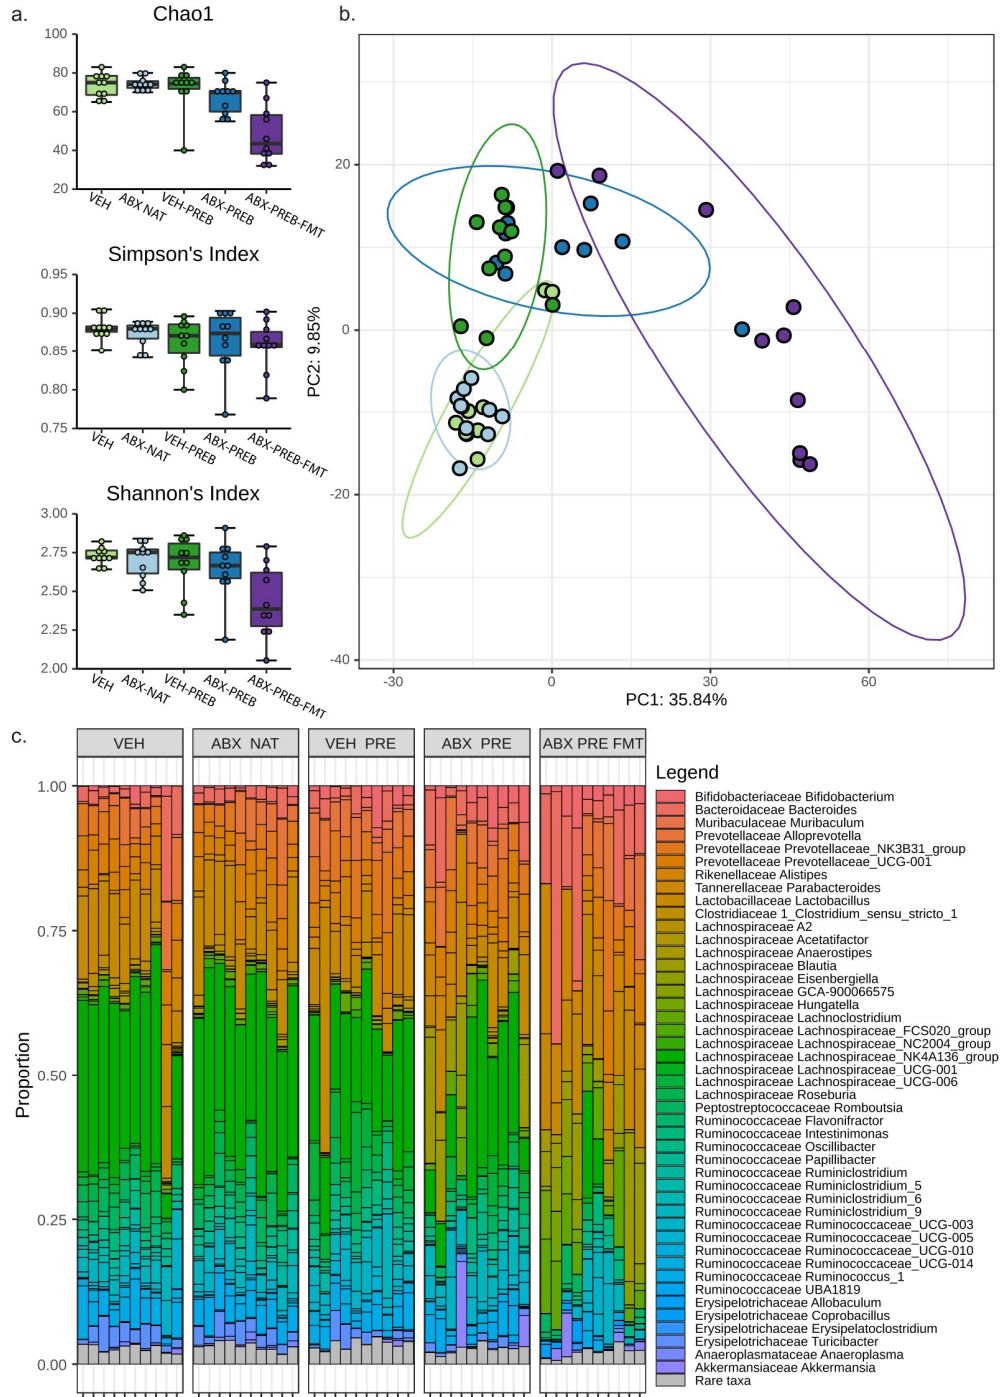 a.
Chao1
100
80
60
40
20
VEH
ABX NAT
VEH-PREB
ABX-PREB
ABX-PREB-FMT
Simpson's Index
0.95
0.90
0.85
0.80
0.75
VEH
ABX-NAT
VEH-PREB
ABX-PREB
ABX-PREB-FMT
Shannon's Index
3.00
2.75
2.50
2.25
2.00
VEH
ABX-NAT
VEH-PREB
ABX-PREB
ABX-PREB-FMT
b.
PC2: 9.85%
20
0
-20
-40
-30
0
30
60
PC1: 35.84%
c.
VEH
ABX NAT
VEH PRE
ABX PRE
ABX PRE FMT
Proportion
1.00
0.75
0.50
0.25
0.00
Legend
Bifidobacteriaceae Bifidobacterium
Bacteroidaceae Bacteroides
Muribaculaceae Muribaculum
Prevotellaceae Alloprevotella
Prevotellaceae Prevotellaceae_NK3B31_group
Prevotellaceae Prevotellaceae_UCG-001
Rikenellaceae Alistipes
Tannerellaceae Parabacteroides
Lactobacillaceae Lactobacillus
Clostridiaceae 1_Clostridium_sensu_stricto_1
Lachnospiraceae A2
Lachnospiraceae Acetatifactor
Lachnospiraceae Anaerostipes
Lachnospiraceae Blautia
Lachnospiraceae Eisenbergiella
Lachnospiraceae GCA-900066575
Lachnospiraceae Hungatella
Lachnospiraceae Lachnoclostridium
Lachnospiraceae Lachnospiraceae_FCS020_group
Lachnospiraceae Lachnospiraceae_NC2004_group
Lachnospiraceae Lachnospiraceae_NK4A136_group
Lachnospiraceae Lachnospiraceae_UCG-001
Lachnospiraceae Lachnospiraceae_UCG-006
Lachnospiraceae Roseburia
Peptostreptococcaceae Romboutsia
Ruminococcaceae Flavonifractor
Ruminococcaceae Intestinimonas
Ruminococcaceae Oscillibacter
Ruminococcaceae Papillibacter
Ruminococcaceae Ruminiclostridium
Ruminococcaceae Ruminiclostridium_5
Ruminococcaceae Ruminiclostridium_6
Ruminococcaceae Ruminiclostridium_9
Ruminococcaceae Ruminococcaceae_UCG-003
Ruminococcaceae Ruminococcaceae_UCG-005
Ruminococcaceae Ruminococcaceae_UCG-010
Ruminococcaceae Ruminococcaceae_UCG-014
Ruminococcaceae Ruminococcus_1
Ruminococcaceae UBA1819
Erysipelotrichaceae Allobaculum
Erysipelotrichaceae Coprobacillus
Erysipelotrichaceae Erysipelatoclostridium
Erysipelotrichaceae Turicibacter
Anaeroplasmataceae Anaeroplasma
Akkermansiaceae Akkermansia
Rare taxa